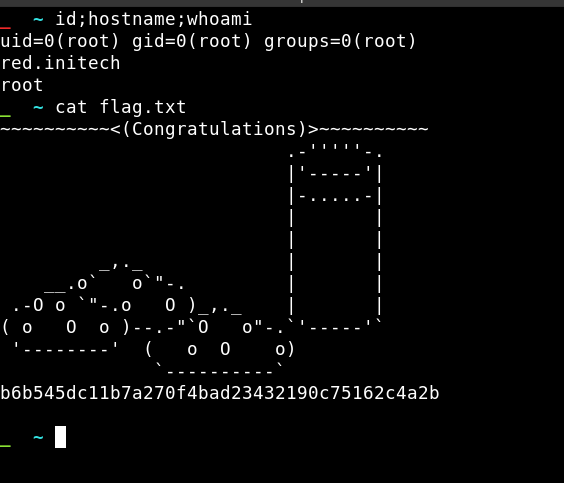 ~ id;hostname;whoami
uid=0(root) gid=0(root) groups=0(root)
red.initech
root
~ cat flag.txt
~~~~~~~~~~<(Congratulations)>~~~~~~~~~~
                          .-'''''-.
                          |'-----'|
                          |-.....-|
                          |       |
                          |       |
         _,._             |       |
    __.o`   o`"-.         |       |
 .-O o `"-.o   O )_,._    |       |
( o   O  o )--.-"`O   o"-.`'-----'`
 '--------'  (   o  O    o)
              `----------`
b6b545dc11b7a270f4bad23432190c75162c4a2b
~